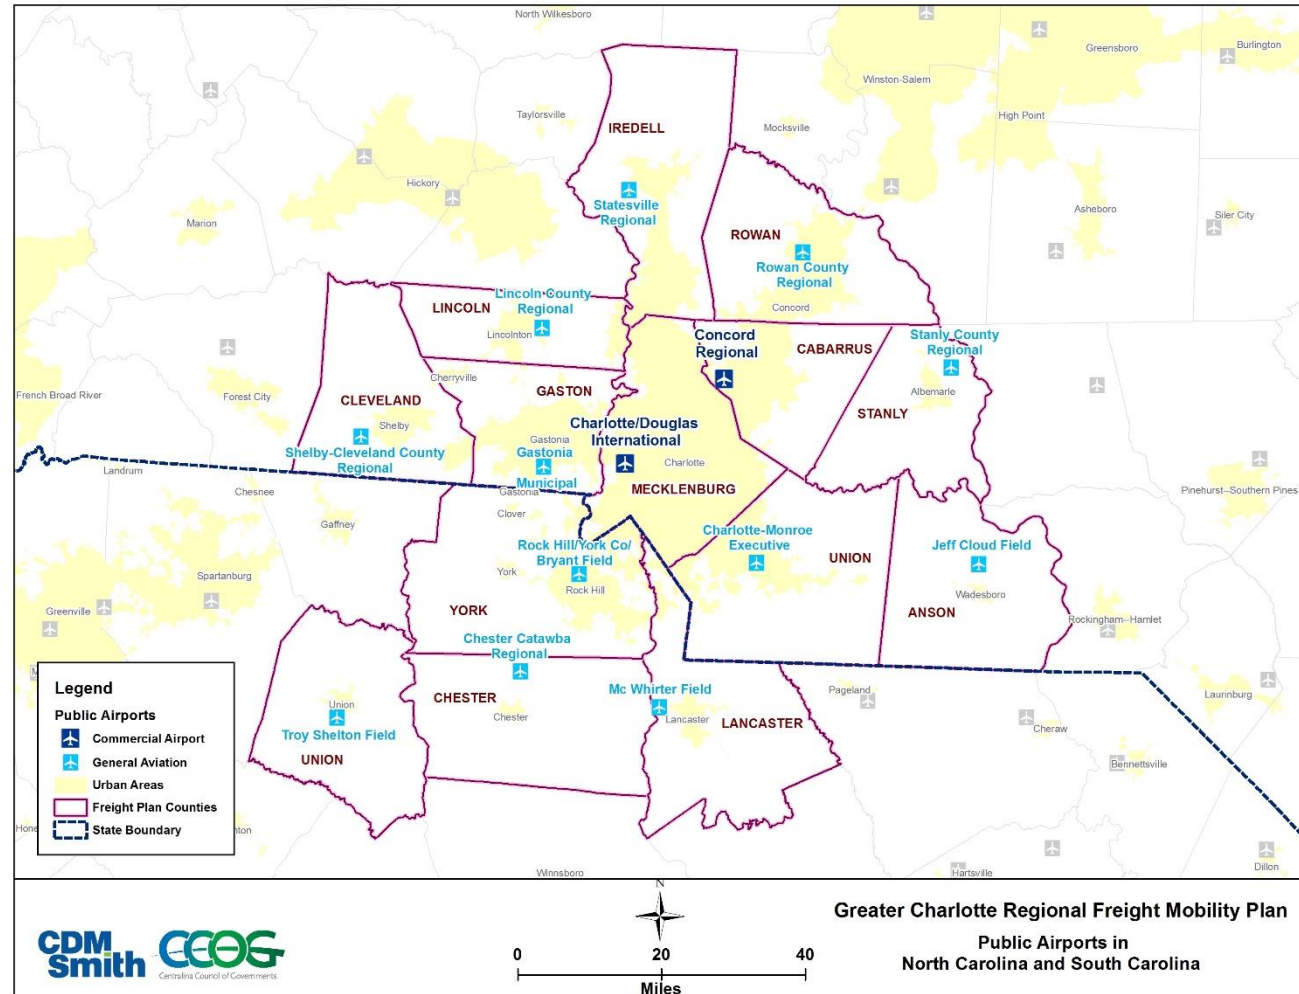 North Wilkesboro
Greensboro
Burlington
Winston-Salem
High Point
Taylorsville
IREDELL
Mocksville
Hickory
Statesville
Regional
Marion
Asheboro
Siler City
ROWAN
Rowan County
Regional
Concord
LINCOLN
Lincoln County
Regional
Lincolnton
Concord
Regional
CABARRUS
Stanly County
Regional
Albemarle
Cherryville
GASTON
French Broad River
Forest City
CLEVELAND
Shelby
STANLY
Charlotte/Douglas
International
Gastonia
Gastonia
Municipal
Shelby-Cleveland County
Regional
Charlotte
Landrum
MECKLENBURG
Pinehurst--Southern Pines
Chesnee
Gastonia
Clover
Gaffney
Charlotte-Monroe
Executive
Rock Hill/York Co/
Bryant Field
UNION
Jeff Cloud Field
Spartanburg
York
Rock Hill
Wadesboro
Greenville
YORK
ANSON
Rockingham--Hamlet
Chester Catawba
Regional
CHESTER
Mc Whirter Field
Pageland
Laurinburg
Union
Chester
Lancaster
LANCASTER
Troy Shelton Field
Cheraw
UNION
Bennettsville
Winnsboro
Hartsville
Dillon
Legend
Public Airports
Commercial Airport
General Aviation
Urban Areas
Freight Plan Counties
State Boundary
CDM
Smith
CCOG
Centralina Council of Governments
N
0 20 40
Miles
Greater Charlotte Regional Freight Mobility Plan
Public Airports in
North Carolina and South Carolina